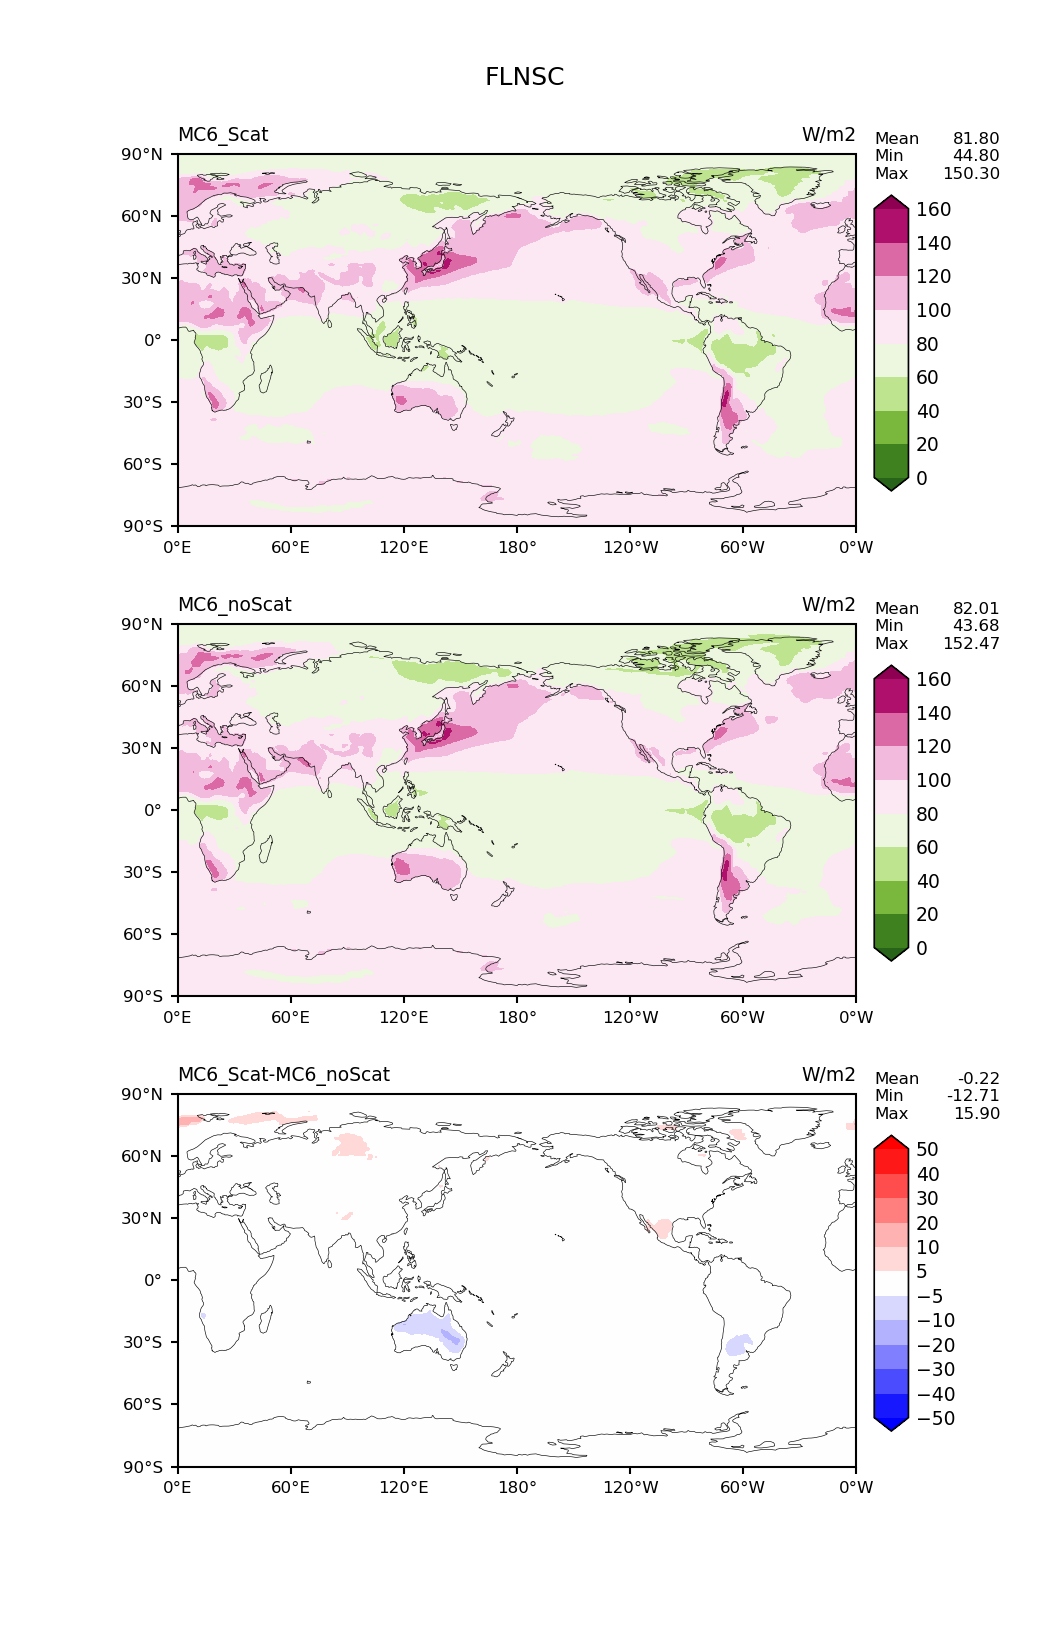 FLNSC
MC6_Scat W/m2
Mean 81.80
Min 44.80
Max 150.30
90°N
60°N
30°N
0°
30°S
60°S
90°S
0°E 60°E 120°E 180° 120°W 60°W 0°W
160
140
120
100
80
60
40
20
0
MC6_noScat W/m2
Mean 82.01
Min 43.68
Max 152.47
90°N
60°N
30°N
0°
30°S
60°S
90°S
0°E 60°E 120°E 180° 120°W 60°W 0°W
160
140
120
100
80
60
40
20
0
MC6_Scat-MC6_noScat W/m2
Mean -0.22
Min -12.71
Max 15.90
90°N
60°N
30°N
0°
30°S
60°S
90°S
0°E 60°E 120°E 180° 120°W 60°W 0°W
50
40
30
20
10
5
−5
−10
−20
−30
−40
−50